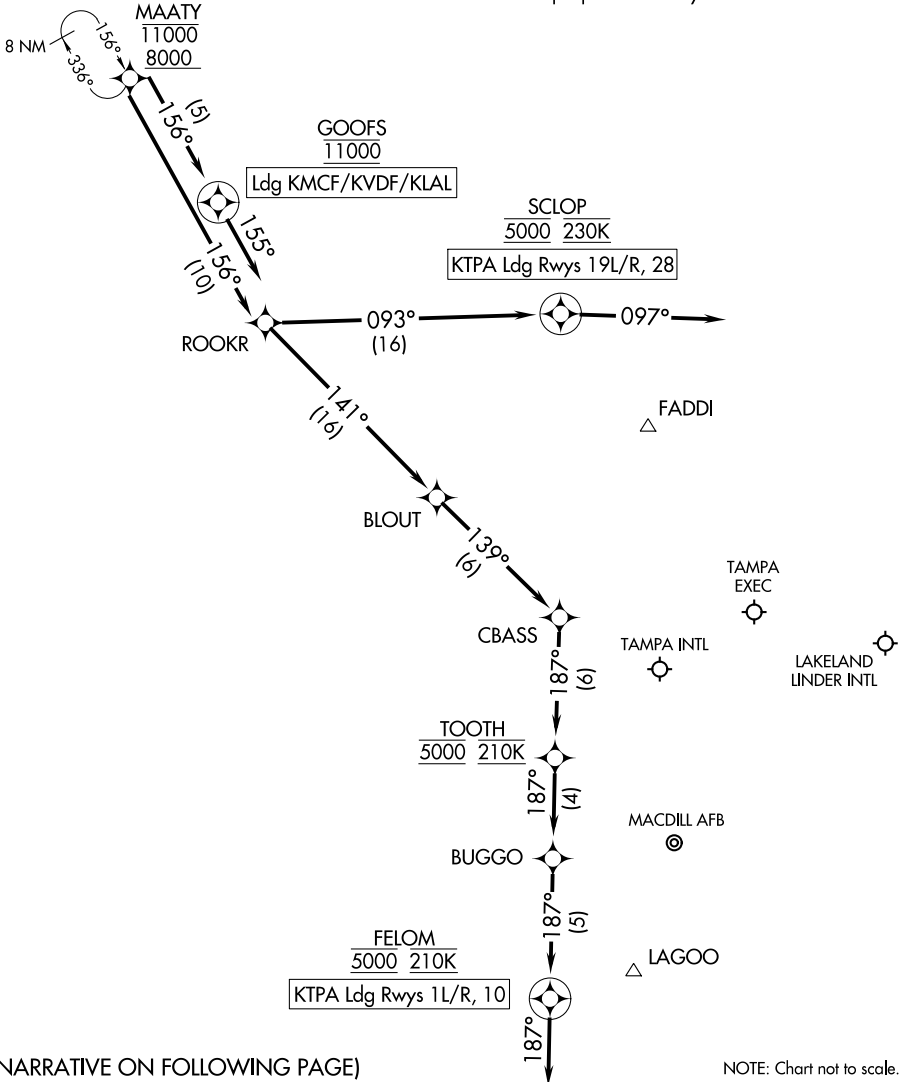 MAATY
11000
8000
8 NM
156°
336°
(5)
156°
GOOFS
11000
Ldg KMCF/KVDF/KLAL
155°
156°
(10)
SCLOP
5000 230K
KTPA Ldg Rwys 19L/R, 28
ROOKR
093°
(16)
097°
141°
(16)
FADDI
BLOUT
139°
(6)
CBASS
TAMPA
EXEC
TAMPA INTL
LAKELAND
LINDER INTL
187°
(6)
TOOTH
5000 210K
187°
(4)
MACDILL AFB
BUGGO
187°
(5)
FELOM
5000 210K
KTPA Ldg Rwys 1L/R, 10
LAGOO
187°
NARRATIVE ON FOLLOWING PAGE)
NOTE: Chart not to scale.